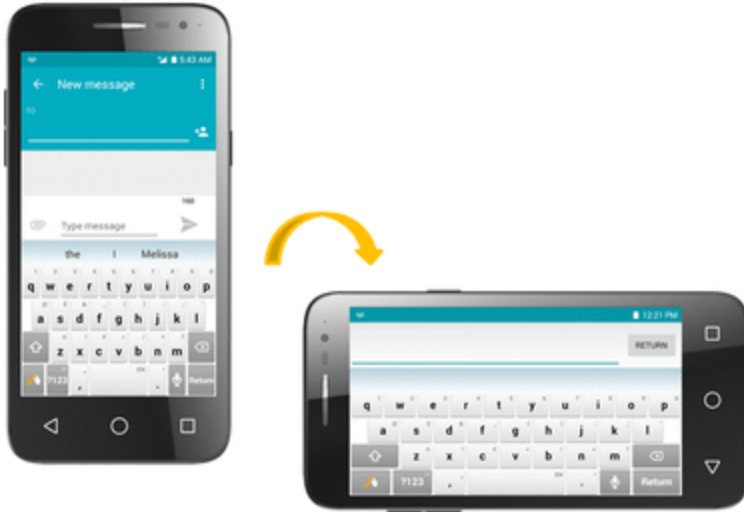 5:43 AM
New message
TO
160
Type message
the I Melissa
q w e r t y u i o p
a s d f g h j k l
z x c v b n m
?123 , . Return
12:21 PM
RETURN
q w e r t y u i o p
a s d f g h j k l
z x c v b n m
?123 , . Return